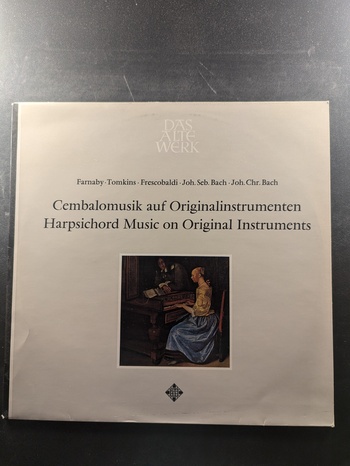 DAS
ALTE
WERK
Farnaby · Tomkins · Frescobaldi · Joh. Seb. Bach · Joh. Chr. Bach
Cembalomusik auf Originalinstrumenten
Harpsichord Music on Original Instruments